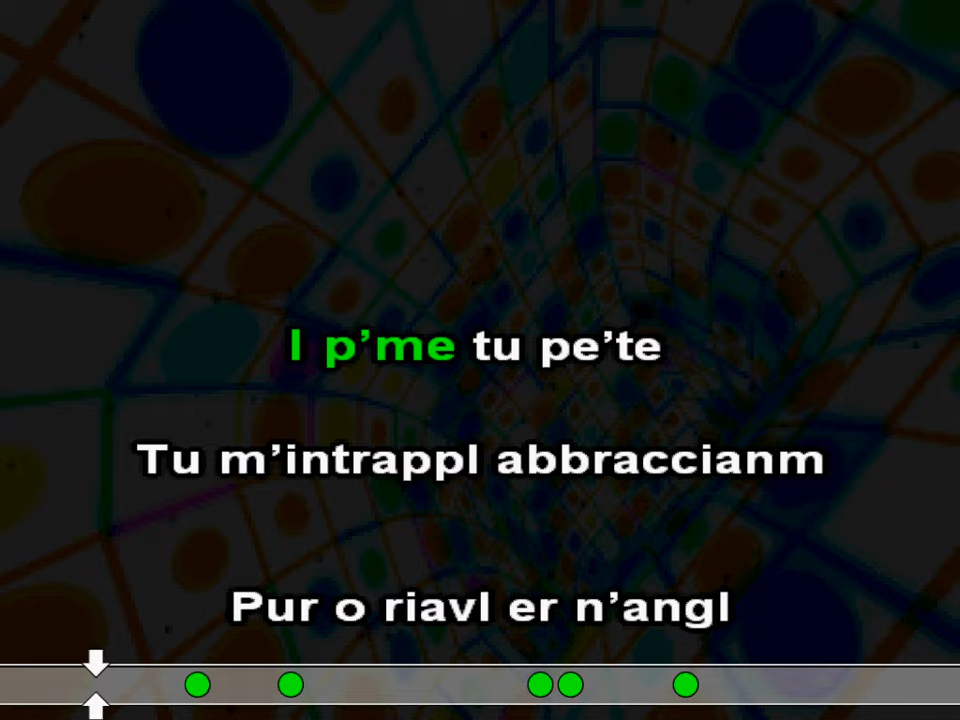 I p’me tu pe’te
Tu m’intrappl abbraccianm
Pur o riavl er n’angl